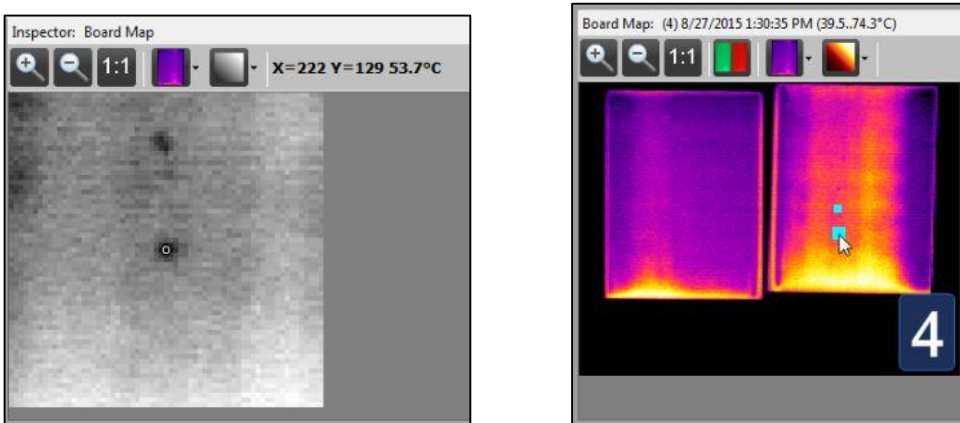 Inspector: Board Map
1:1
X=222 Y=129 53.7°C
Board Map: (4) 8/27/2015 1:30:35 PM (39.5..74.3°C)
1:1
4